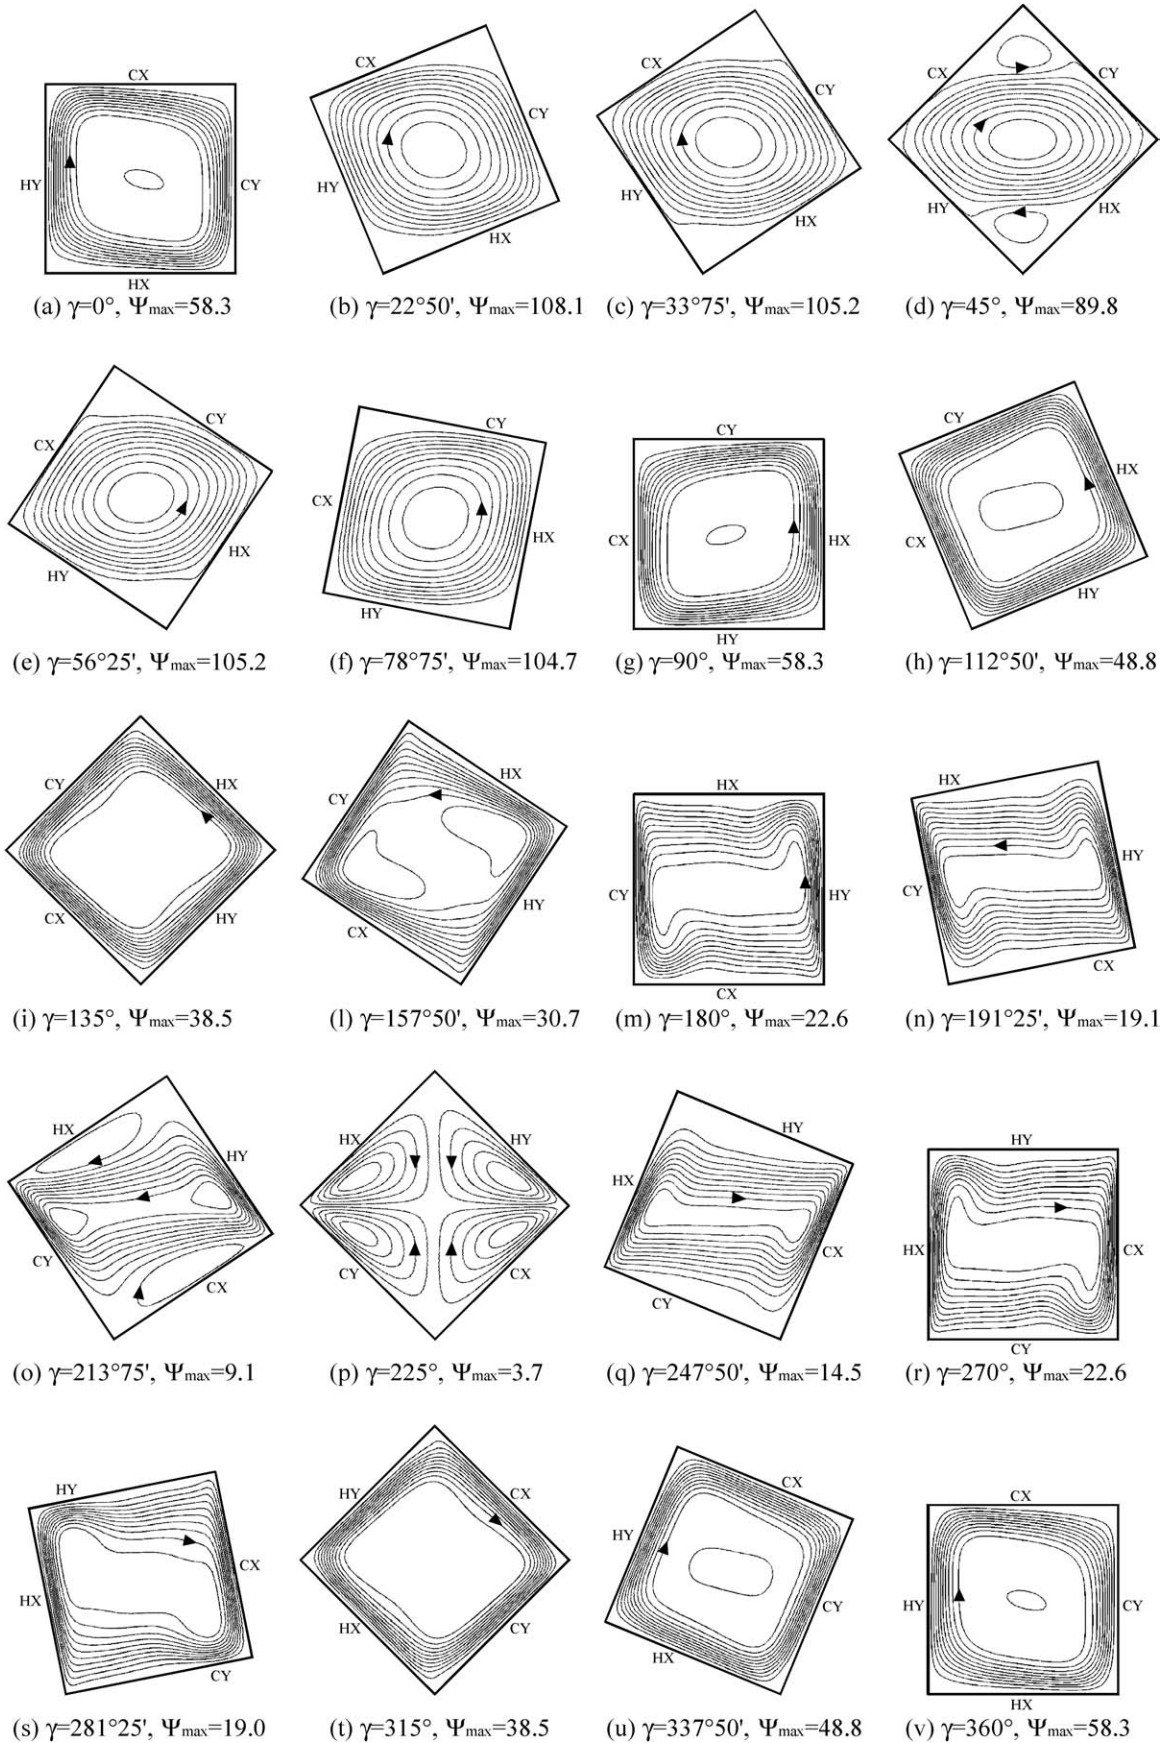 CX
HY
CY
HX
(a) γ=0°, Ψmax=58.3
CX
CY
HY
HX
(b) γ=22°50', Ψmax=108.1
CX
CY
HY
HX
(c) γ=33°75', Ψmax=105.2
CX
CY
HY
HX
(d) γ=45°, Ψmax=89.8
CY
CX
HX
HY
(e) γ=56°25', Ψmax=105.2
CY
CX
HX
HY
(f) γ=78°75', Ψmax=104.7
CY
CX
HX
HY
(g) γ=90°, Ψmax=58.3
CY
HX
CX
HY
(h) γ=112°50', Ψmax=48.8
CY
HX
CX
HY
(i) γ=135°, Ψmax=38.5
HX
CY
HY
CX
(l) γ=157°50', Ψmax=30.7
HX
CY
HY
CX
(m) γ=180°, Ψmax=22.6
HX
HY
CY
CX
(n) γ=191°25', Ψmax=19.1
HX
HY
CY
CX
(o) γ=213°75', Ψmax=9.1
HX
HY
CY
CX
(p) γ=225°, Ψmax=3.7
HY
HX
CX
CY
(q) γ=247°50', Ψmax=14.5
HY
HX
CX
CY
(r) γ=270°, Ψmax=22.6
HY
CX
HX
CY
(s) γ=281°25', Ψmax=19.0
HY
CX
HX
CY
(t) γ=315°, Ψmax=38.5
CX
HY
CY
HX
(u) γ=337°50', Ψmax=48.8
CX
HY
CY
HX
(v) γ=360°, Ψmax=58.3